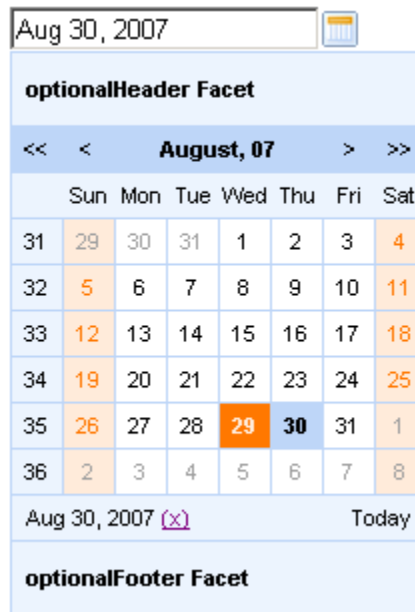 Aug 30, 2007
optionalHeader Facet
<< < August, 07 > >>
Sun Mon Tue Wed Thu Fri Sat
31 29 30 31 1 2 3 4
32 5 6 7 8 9 10 11
33 12 13 14 15 16 17 18
34 19 20 21 22 23 24 25
35 26 27 28 29 30 31 1
36 2 3 4 5 6 7 8
Aug 30, 2007 (x) Today
optionalFooter Facet